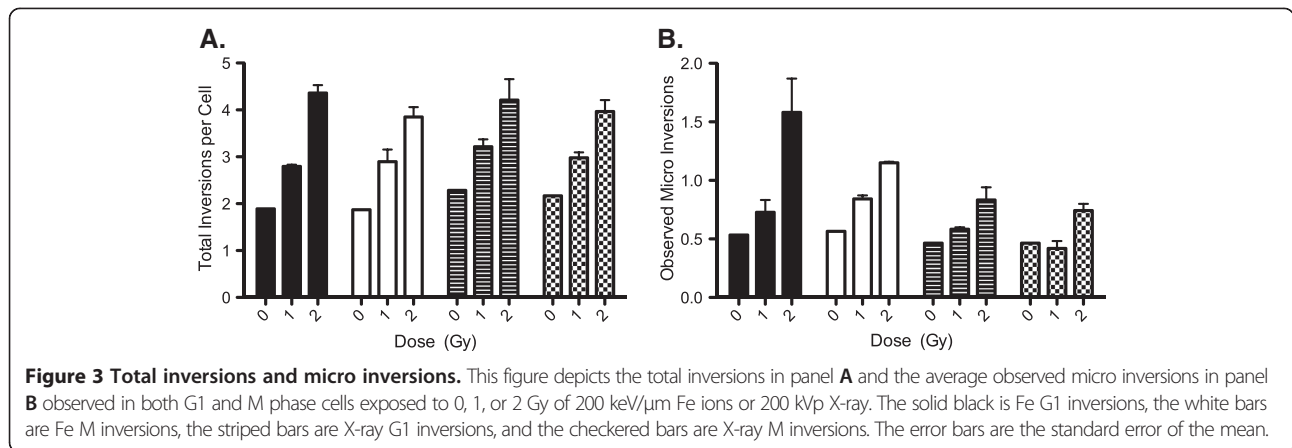 A.
5
4
3
2
1
0
Total Inversions per Cell
0 1 2 0 1 2 0 1 2 0 1 2
Dose (Gy)
B.
2.0
1.5
1.0
0.5
0.0
Observed Micro Inversions
0 1 2 0 1 2 0 1 2 0 1 2
Dose (Gy)
Figure 3 Total inversions and micro inversions. This figure depicts the total inversions in panel A and the average observed micro inversions in panel
B observed in both G1 and M phase cells exposed to 0, 1, or 2 Gy of 200 keV/μm Fe ions or 200 kVp X-ray. The solid black is Fe G1 inversions, the white bars
are Fe M inversions, the striped bars are X-ray G1 inversions, and the checkered bars are X-ray M inversions. The error bars are the standard error of the mean.